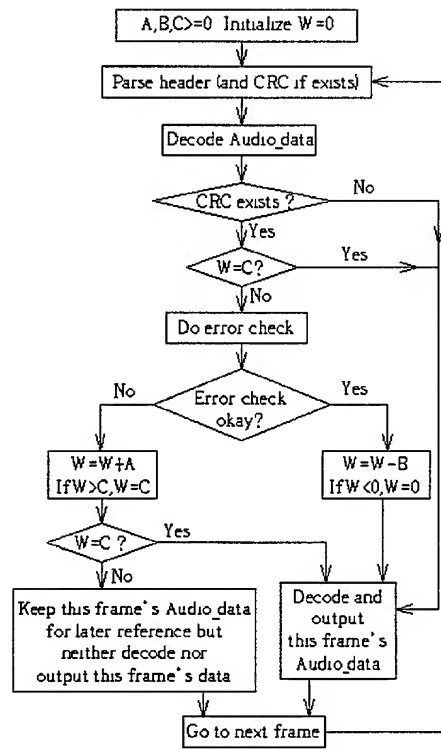 A,B,C>=0 Initialize W=0
Parse header (and CRC if exists)
Decode Audio_data
CRC exists ?
No
Yes
W=C?
Yes
No
Do error check
No
Error check
okay?
Yes
W=W+A
If W>C,W=C
W=W-B
If W<0,W=0
W=C ?
Yes
No
Keep this frame's Audio_data
for later reference but
neither decode nor
output this frame's data
Decode and
output
this frame's
Audio_data
Go to next frame